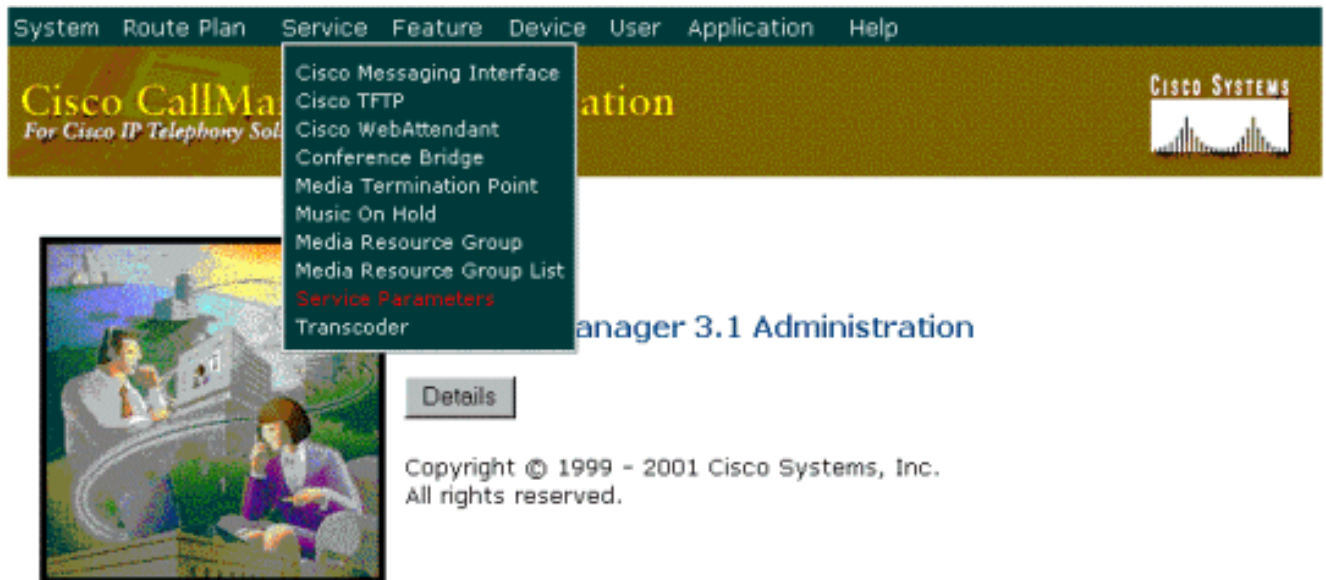 System Route Plan Service Feature Device User Application Help
Cisco CallMa
ation
For Cisco IP Telephony Sol
CISCO SYSTEMS
Cisco Messaging Interface
Cisco TFTP
Cisco WebAttendant
Conference Bridge
Media Termination Point
Music On Hold
Media Resource Group
Media Resource Group List
Service Parameters
Transcoder
anager 3.1 Administration
Details
Copyright © 1999 - 2001 Cisco Systems, Inc.
All rights reserved.